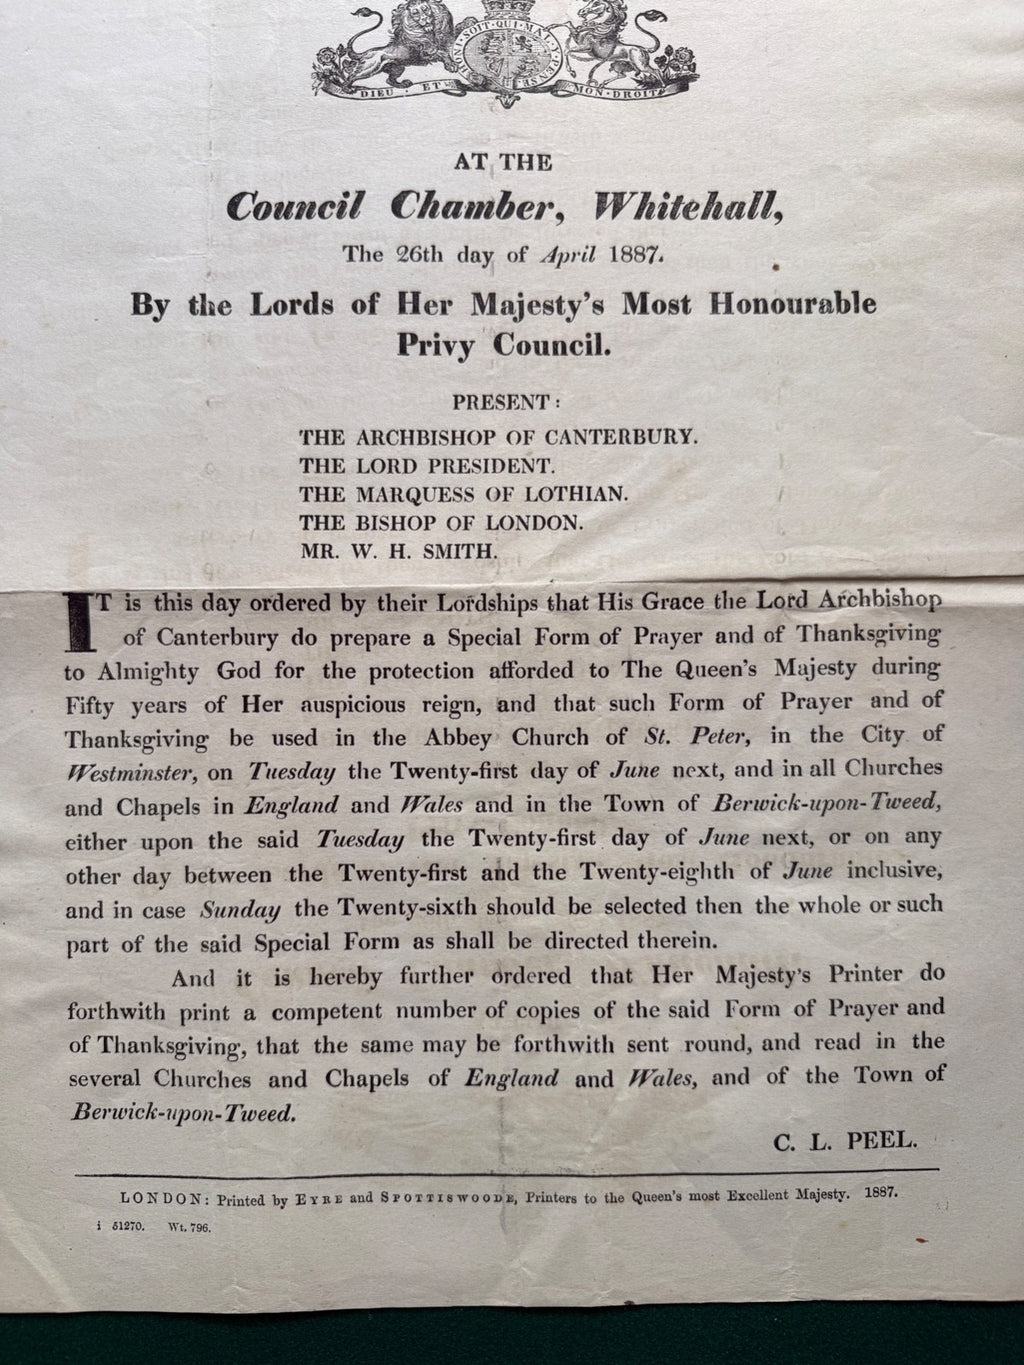 HONI · SOIT · QUI · MAL · Y · PENSE
DIEU · ET MON · DROIT
AT THE
Council Chamber, Whitehall,
The 26th day of April 1887.
By the Lords of Her Majesty's Most Honourable
Privy Council.
PRESENT:
THE ARCHBISHOP OF CANTERBURY.
THE LORD PRESIDENT.
THE MARQUESS OF LOTHIAN.
THE BISHOP OF LONDON.
MR. W. H. SMITH.
IT is this day ordered by their Lordships that His Grace the Lord Archbishop
of Canterbury do prepare a Special Form of Prayer and of Thanksgiving
to Almighty God for the protection afforded to The Queen's Majesty during
Fifty years of Her auspicious reign, and that such Form of Prayer and of
Thanksgiving be used in the Abbey Church of St. Peter, in the City of
Westminster, on Tuesday the Twenty-first day of June next, and in all Churches
and Chapels in England and Wales and in the Town of Berwick-upon-Tweed,
either upon the said Tuesday the Twenty-first day of June next, or on any
other day between the Twenty-first and the Twenty-eighth of June inclusive,
and in case Sunday the Twenty-sixth should be selected then the whole or such
part of the said Special Form as shall be directed therein.
And it is hereby further ordered that Her Majesty's Printer do
forthwith print a competent number of copies of the said Form of Prayer and
of Thanksgiving, that the same may be forthwith sent round, and read in the
several Churches and Chapels of England and Wales, and of the Town of
Berwick-upon-Tweed.
C. L. PEEL.
LONDON: Printed by EYRE and SPOTTISWOODE, Printers to the Queen's most Excellent Majesty. 1887.
i 51270. Wt. 796.